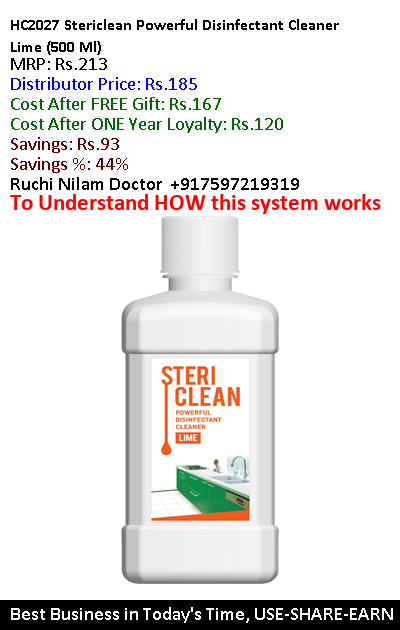 HC2027 Stericlean Powerful Disinfectant Cleaner
Lime (500 Ml)
MRP: Rs.213
Distributor Price: Rs.185
Cost After FREE Gift: Rs.167
Cost After ONE Year Loyalty: Rs.120
Savings: Rs.93
Savings %: 44%
Ruchi Nilam Doctor +917597219319
To Understand HOW this system works
STERI
CLEAN
POWERFUL
DISINFECTANT
CLEANER
LIME
Best Business in Today's Time, USE-SHARE-EARN